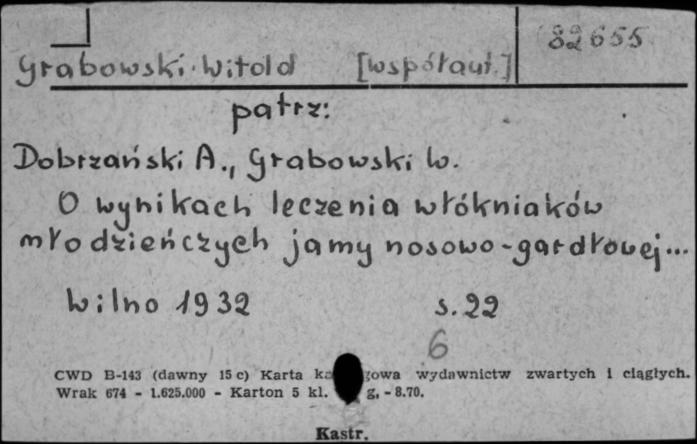 82655
Grabowski Witold [współaut.]
patrz:
Dobrzański A., Grabowski W.
O wynikach leczenia włókniaków
młodzieńczych jamy nosowo-gardłowej...
Wilno 1932 s. 22
6
CWD B-143 (dawny 15 c) Karta wydawnictw zwartych i ciągłych.
Wrak 674 - 1.625.000 - Karton 5 kl. g. - 8.70.
Kastr.